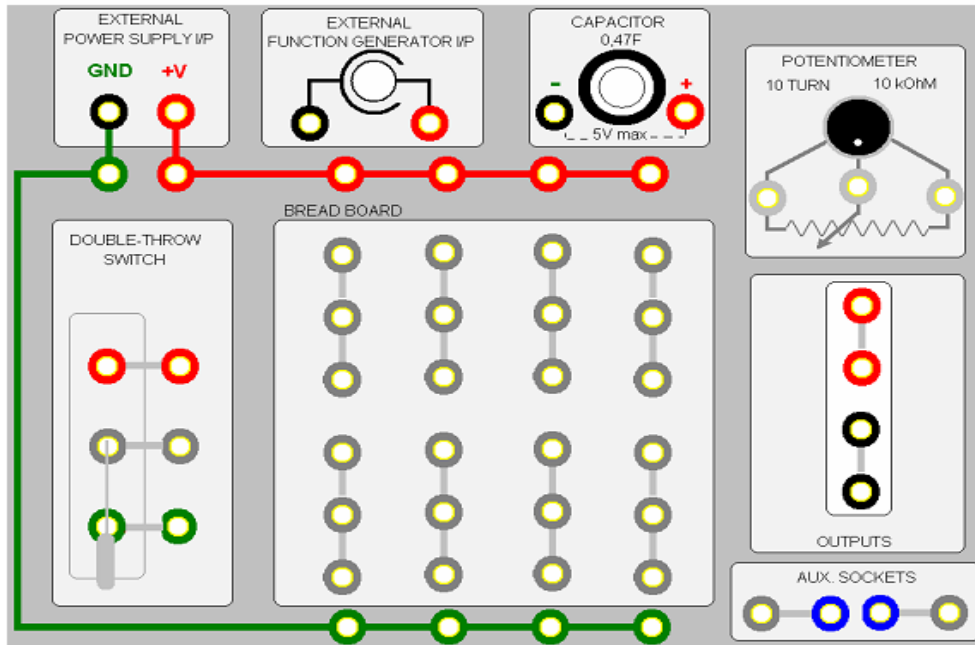 EXTERNAL
POWER SUPPLY I/P
GND +V
EXTERNAL
FUNCTION GENERATOR I/P
CAPACITOR
0,47F
- +
5V max
POTENTIOMETER
10 TURN 10 kOhM
BREAD BOARD
DOUBLE-THROW
SWITCH
OUTPUTS
AUX. SOCKETS